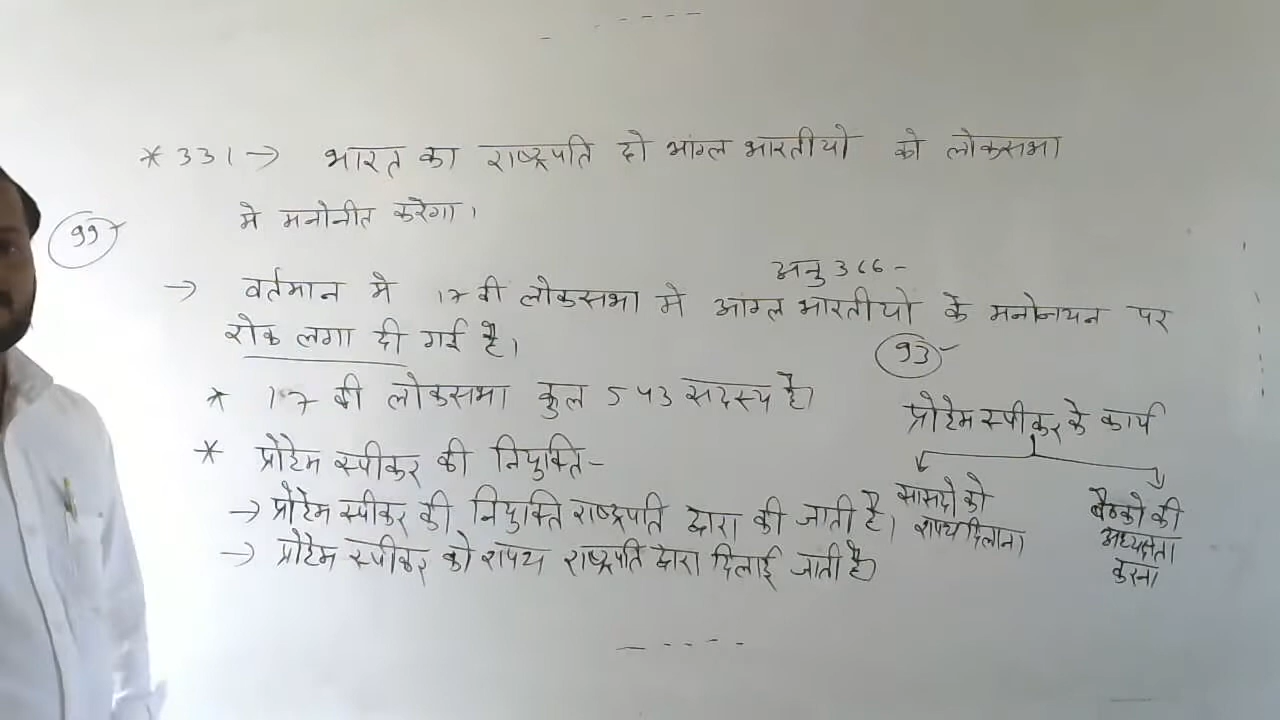 * 331 → भारत का राष्ट्रपति दो आंग्ल भारतीयो को लोकसभा
मे मनोनीत करेगा।
99
अनु 366 -
→ वर्तमान मे 17 वी लोकसभा मे आंग्ल भारतीयो के मनोनयन पर
रोक लगा दी गई है।
93
* 17 वी लोकसभा कुल 543 सदस्य है।
प्रोटेम स्पीकर के कार्य
* प्रोटेम स्पीकर की नियुक्ति -
सासदो को
शपथ दिलाना
बैठको की
अध्यक्षता
करना
→ प्रोटेम स्पीकर की नियुक्ति राष्ट्रपति द्वारा की जाती है।
→ प्रोटेम स्पीकर को शपथ राष्ट्रपति द्वारा दिलाई जाती है